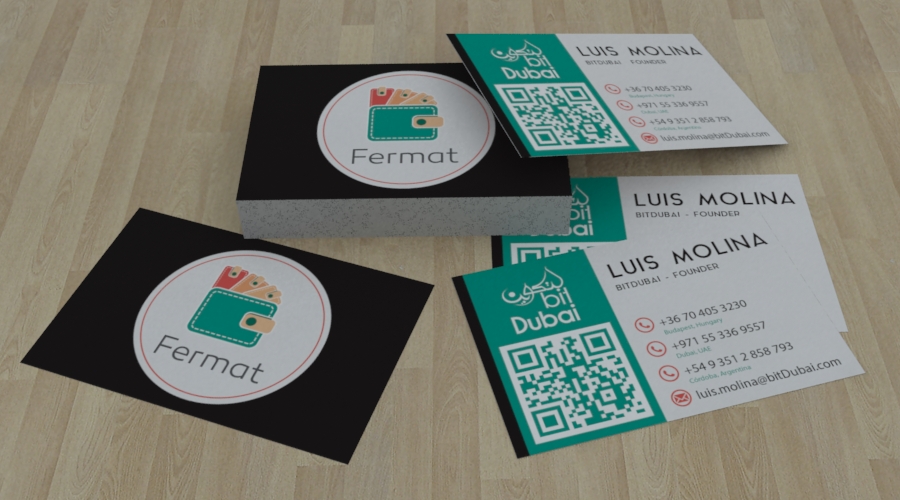 Fermat
Fermat
bit
Dubai
LUIS MOLINA
BITDUBAI - FOUNDER
+36 70 405 3230
Budapest, Hungary
+971 55 336 9557
Dubai, UAE
+54 9 351 2 858 793
Córdoba, Argentina
luis.molina@bitDubai.com
bit
Dubai
LUIS MOLINA
BITDUBAI - FOUNDER
bit
Dubai
LUIS MOLINA
BITDUBAI - FOUNDER
+36 70 405 3230
Budapest, Hungary
+971 55 336 9557
Dubai, UAE
+54 9 351 2 858 793
Córdoba, Argentina
luis.molina@bitDubai.com